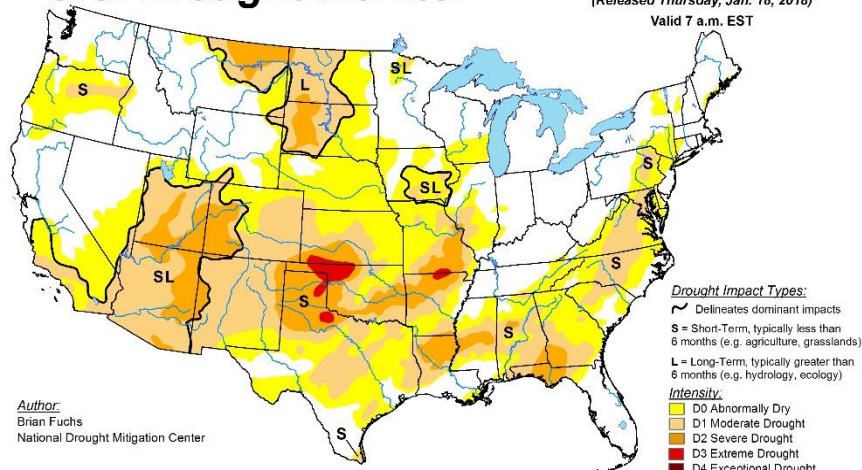 (Released Thursday, Jan. 18, 2018)
Valid 7 a.m. EST
SL
S
L
SL
S
SL
S
S
S
S
Drought Impact Types:
Delineates dominant impacts
S = Short-Term, typically less than
6 months (e.g. agriculture, grasslands)
L = Long-Term, typically greater than
6 months (e.g. hydrology, ecology)
Intensity:
D0 Abnormally Dry
D1 Moderate Drought
D2 Severe Drought
D3 Extreme Drought
D4 Exceptional Drought
Author:
Brian Fuchs
National Drought Mitigation Center